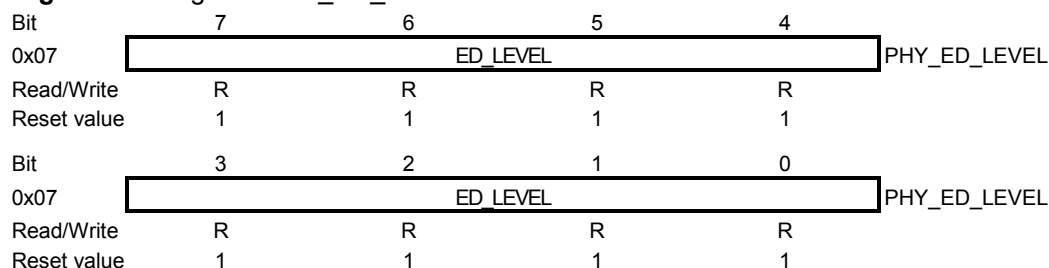 Bit 7 6 5 4
0x07 ED_LEVEL PHY_ED_LEVEL
Read/Write R R R R
Reset value 1 1 1 1
Bit 3 2 1 0
0x07 ED_LEVEL PHY_ED_LEVEL
Read/Write R R R R
Reset value 1 1 1 1